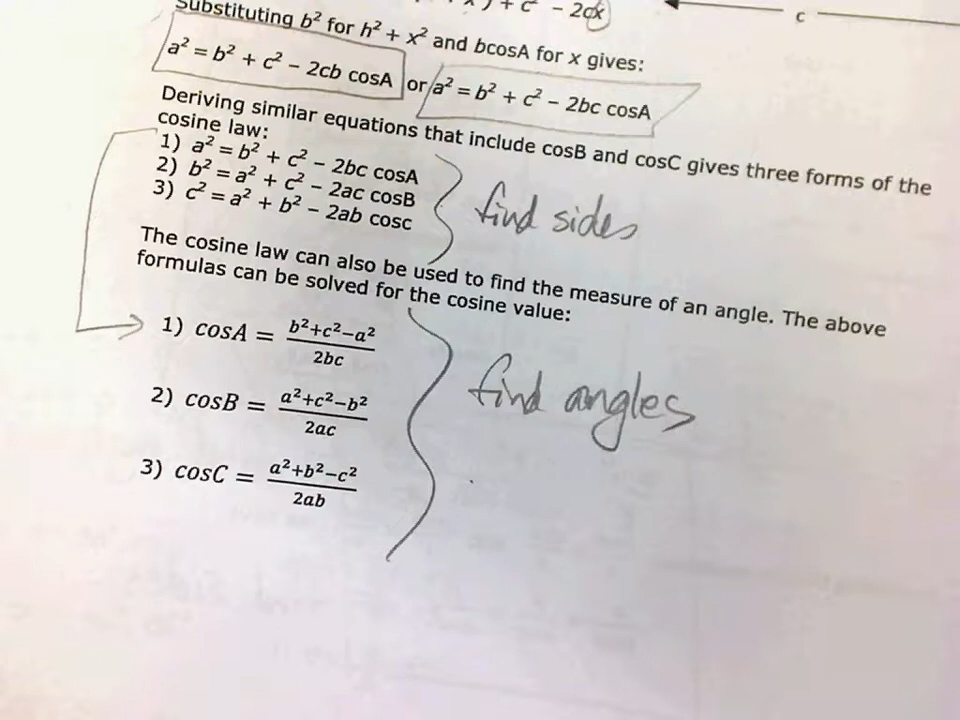 ) + c² - 2cx
c
Substituting b² for h² + x² and bcosA for x gives:
a² = b² + c² - 2cb cosA or a² = b² + c² - 2bc cosA
Deriving similar equations that include cosB and cosC gives three forms of the
cosine law:
1) a² = b² + c² - 2bc cosA
2) b² = a² + c² - 2ac cosB
3) c² = a² + b² - 2ab cosc
find sides
The cosine law can also be used to find the measure of an angle. The above
formulas can be solved for the cosine value:
1) cosA = b²+c²-a² / 2bc
2) cosB = a²+c²-b² / 2ac
3) cosC = a²+b²-c² / 2ab
find angles